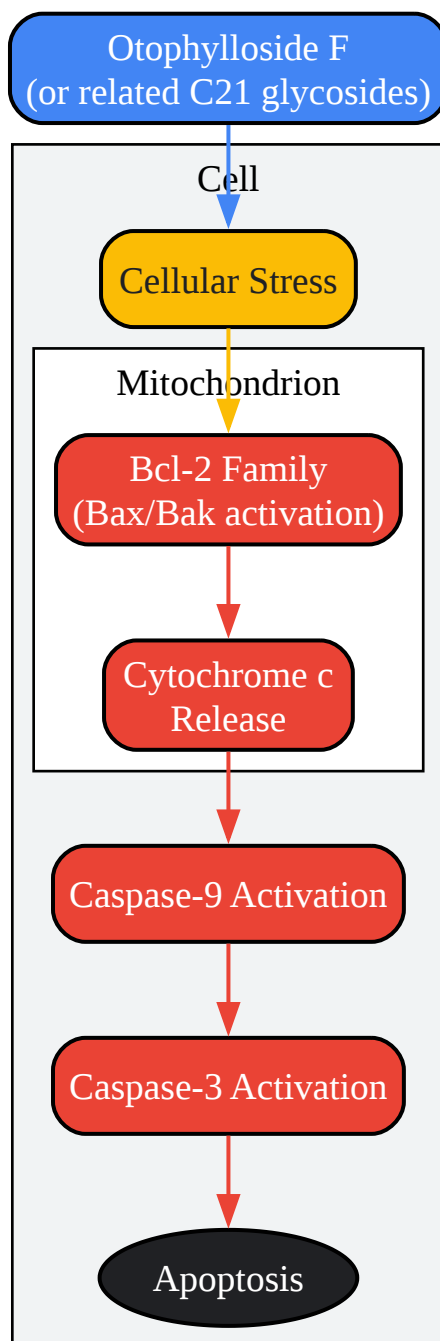 Otophylloside F
(or related C21 glycosides)
Cell
Cellular Stress
Mitochondrion
Bcl-2 Family
(Bax/Bak activation)
Cytochrome c
Release
Caspase-9 Activation
Caspase-3 Activation
Apoptosis